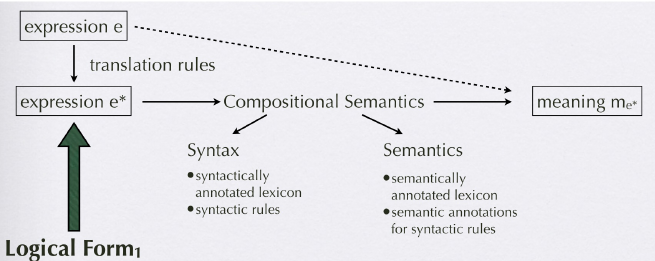 expression e
translation rules
expression e*
Compositional Semantics
meaning mₑ*
Syntax
•syntactically
annotated lexicon
•syntactic rules
Semantics
•semantically
annotated lexicon
•semantic annotations
for syntactic rules
Logical Form₁